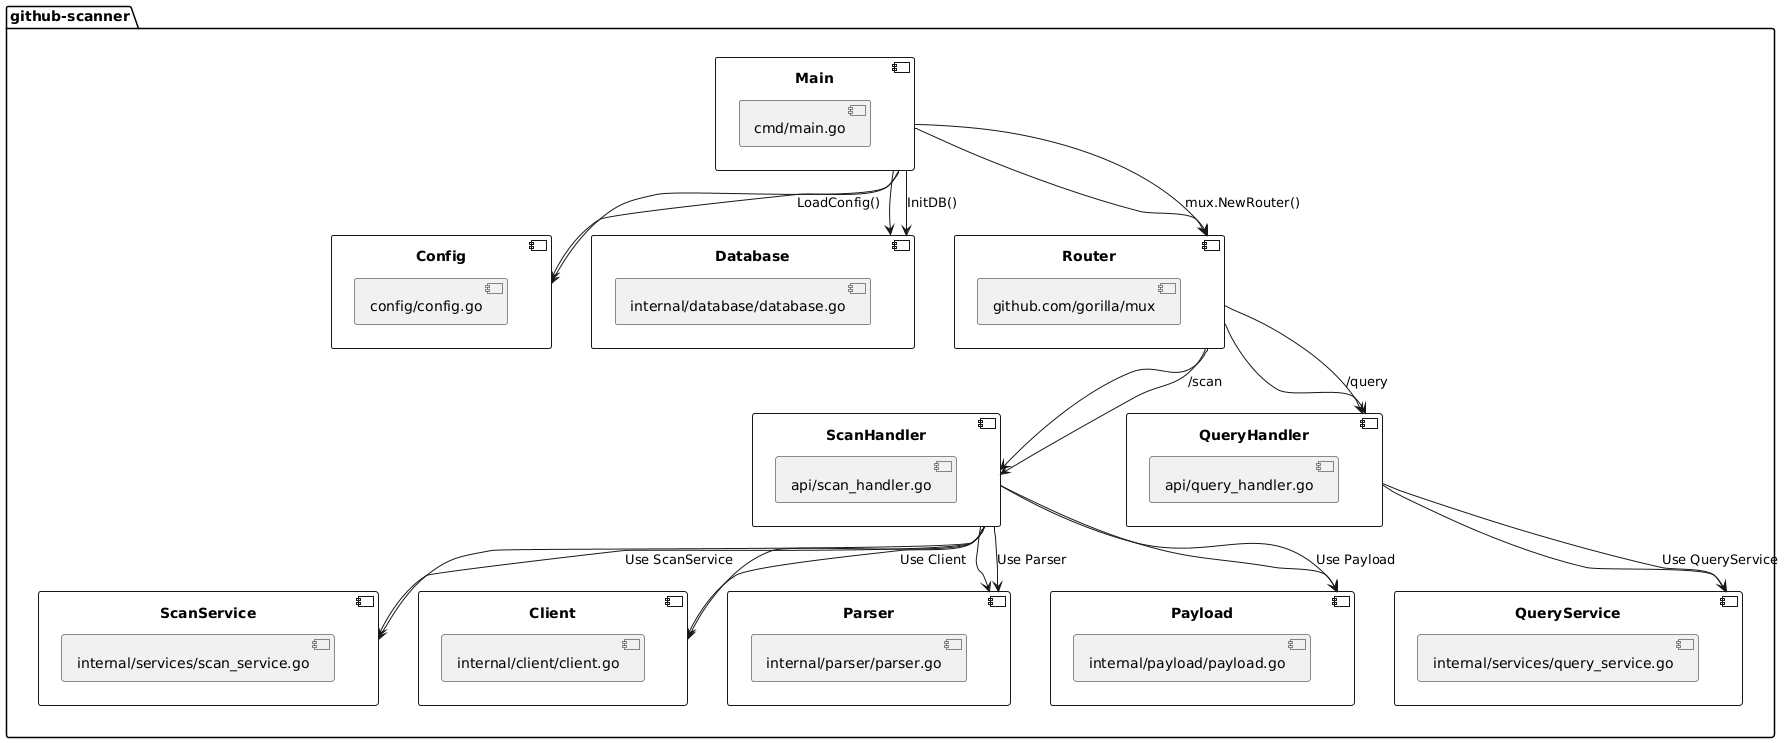 github-scanner
Main
cmd/main.go
LoadConfig()
InitDB()
mux.NewRouter()
Config
config/config.go
Database
internal/database/database.go
Router
github.com/gorilla/mux
/scan
/query
ScanHandler
api/scan_handler.go
QueryHandler
api/query_handler.go
Use ScanService
Use Client
Use Parser
Use Payload
Use QueryService
ScanService
internal/services/scan_service.go
Client
internal/client/client.go
Parser
internal/parser/parser.go
Payload
internal/payload/payload.go
QueryService
internal/services/query_service.go